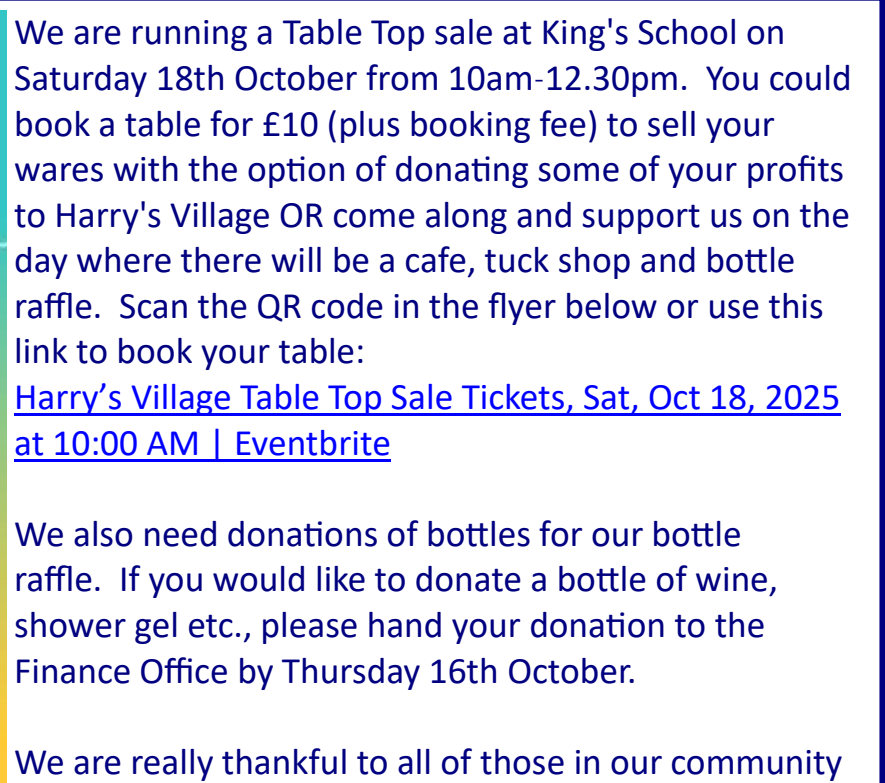 We are running a Table Top sale at King's School on
Saturday 18th October from 10am-12.30pm.  You could
book a table for £10 (plus booking fee) to sell your
wares with the option of donating some of your profits
to Harry's Village OR come along and support us on the
day where there will be a cafe, tuck shop and bottle
raffle.  Scan the QR code in the flyer below or use this
link to book your table:
Harry’s Village Table Top Sale Tickets, Sat, Oct 18, 2025
at 10:00 AM | Eventbrite
We also need donations of bottles for our bottle
raffle.  If you would like to donate a bottle of wine,
shower gel etc., please hand your donation to the
Finance Office by Thursday 16th October.
We are really thankful to all of those in our community